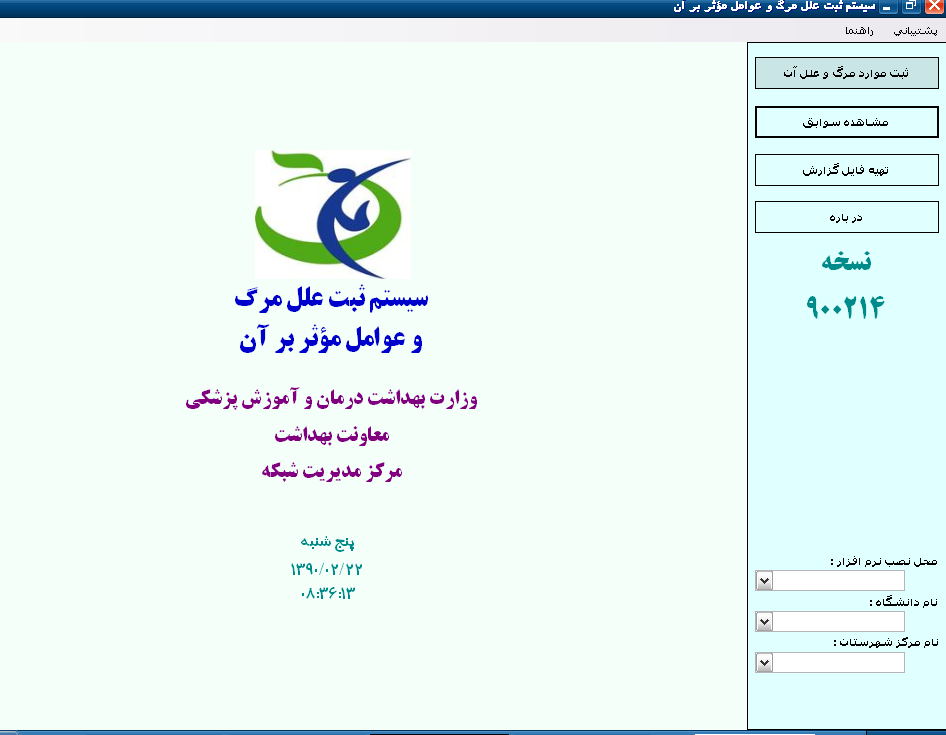 سیستم ثبت علل مرگ و عوامل مؤثر بر آن
پشتیبانی راهنما
ثبت موارد مرگ و علل آن
مشاهده سوابق
تهیه فایل گزارش
در باره
نسخه
۹۰۰۲۱۴
سیستم ثبت علل مرگ
و عوامل مؤثر بر آن
وزارت بهداشت درمان و آموزش پزشکی
معاونت بهداشت
مرکز مدیریت شبکه
پنج شنبه
۱۳۹۰/۰۲/۲۲
۰۸:۳۶:۱۳
محل نصب نرم افزار :
نام دانشگاه :
نام مرکز شهرستان :